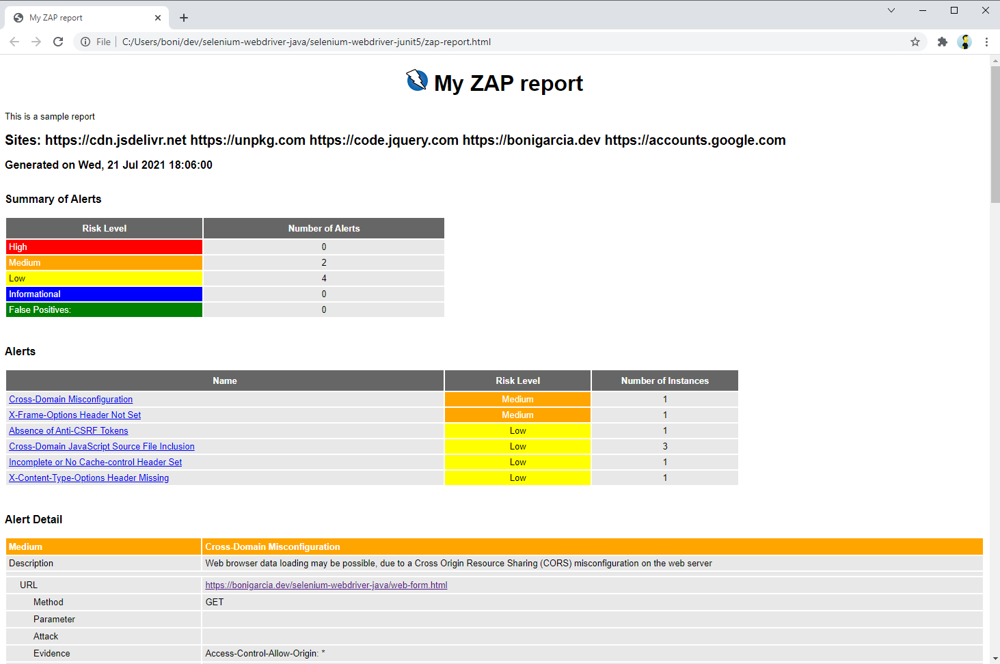 My ZAP report
File C:/Users/boni/dev/selenium-webdriver-java/selenium-webdriver-junit5/zap-report.html
My ZAP report
This is a sample report
Sites: https://cdn.jsdelivr.net https://unpkg.com https://code.jquery.com https://bonigarcia.dev https://accounts.google.com
Generated on Wed, 21 Jul 2021 18:06:00
Summary of Alerts
Risk Level Number of Alerts
High 0
Medium 2
Low 4
Informational 0
False Positives: 0
Alerts
Name Risk Level Number of Instances
Cross-Domain Misconfiguration Medium 1
X-Frame-Options Header Not Set Medium 1
Absence of Anti-CSRF Tokens Low 1
Cross-Domain JavaScript Source File Inclusion Low 3
Incomplete or No Cache-control Header Set Low 1
X-Content-Type-Options Header Missing Low 1
Alert Detail
Medium Cross-Domain Misconfiguration
Description Web browser data loading may be possible, due to a Cross Origin Resource Sharing (CORS) misconfiguration on the web server
URL https://bonigarcia.dev/selenium-webdriver-java/web-form.html
Method GET
Parameter
Attack
Evidence Access-Control-Allow-Origin: *